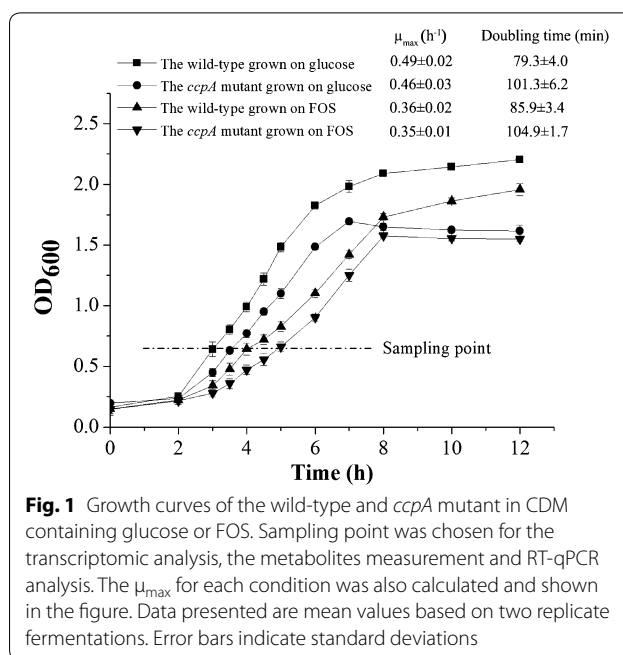 μmax (h-1) Doubling time (min)
The wild-type grown on glucose 0.49±0.02 79.3±4.0
The ccpA mutant grown on glucose 0.46±0.03 101.3±6.2
The wild-type grown on FOS 0.36±0.02 85.9±3.4
The ccpA mutant grown on FOS 0.35±0.01 104.9±1.7
2.5
2.0
1.5
1.0
0.5
0.0
OD600
Sampling point
0 2 4 6 8 10 12
Time (h)
Fig. 1 Growth curves of the wild-type and ccpA mutant in CDM
containing glucose or FOS. Sampling point was chosen for the
transcriptomic analysis, the metabolites measurement and RT-qPCR
analysis. The μmax for each condition was also calculated and shown
in the figure. Data presented are mean values based on two replicate
fermentations. Error bars indicate standard deviations